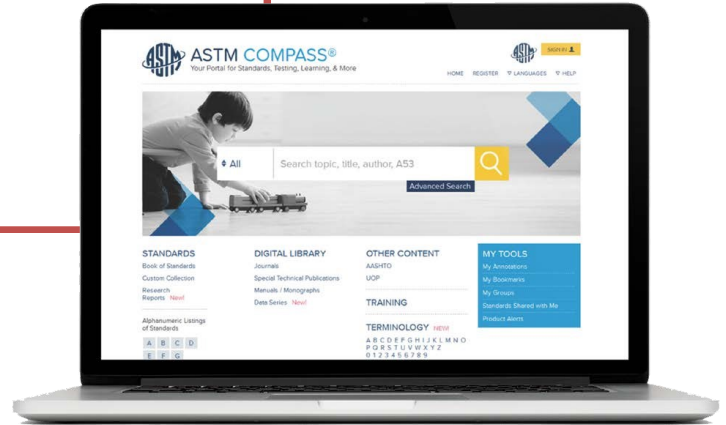 ASTM COMPASS®
Your Portal for Standards, Testing, Learning, & More
SIGN IN
HOME REGISTER LANGUAGES HELP
All Search topic, title, author, A53
Advanced Search
STANDARDS
Book of Standards
Custom Collection
Research
Reports New!
Alphanumeric Listings
of Standards
A B C D
E F G
DIGITAL LIBRARY
Journals
Special Technical Publications
Manuals / Monographs
Data Series New!
OTHER CONTENT
AASHTO
UOP
TRAINING
TERMINOLOGY NEW!
A B C D E F G H I J K L M N O
P Q R S T U V W X Y Z
0 1 2 3 4 5 6 7 8 9
MY TOOLS
My Annotations
My Bookmarks
My Groups
Standards Shared with Me
Product Alerts